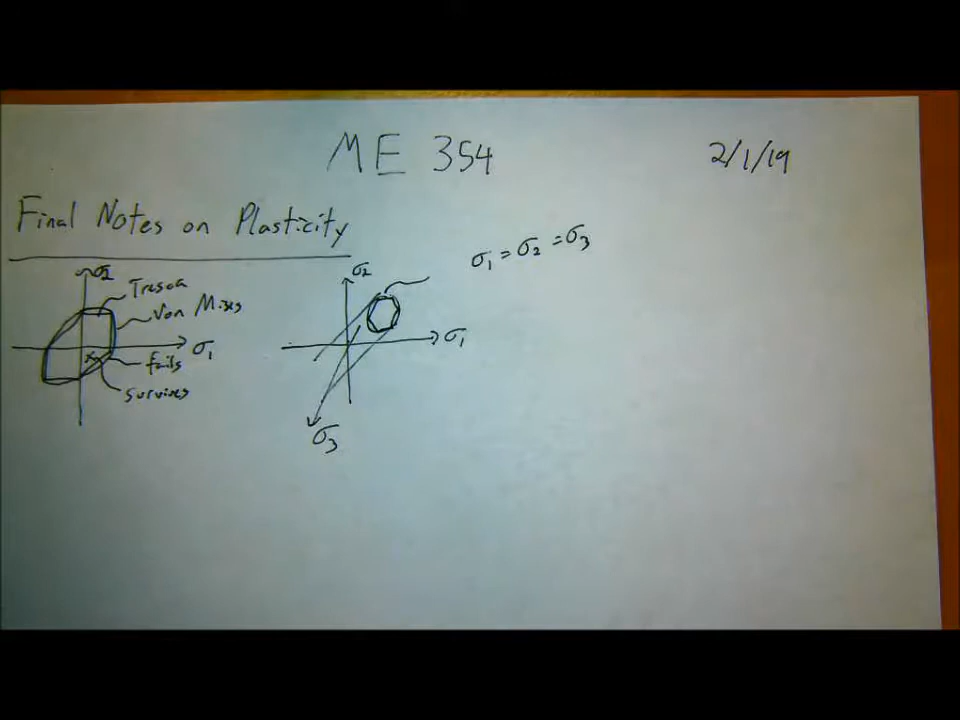 ME 354
2/1/19
Final Notes on Plasticity
σ2
Tresca
Von Mises
σ1
fails
survives
σ2
σ1 = σ2 = σ3
σ1
σ3